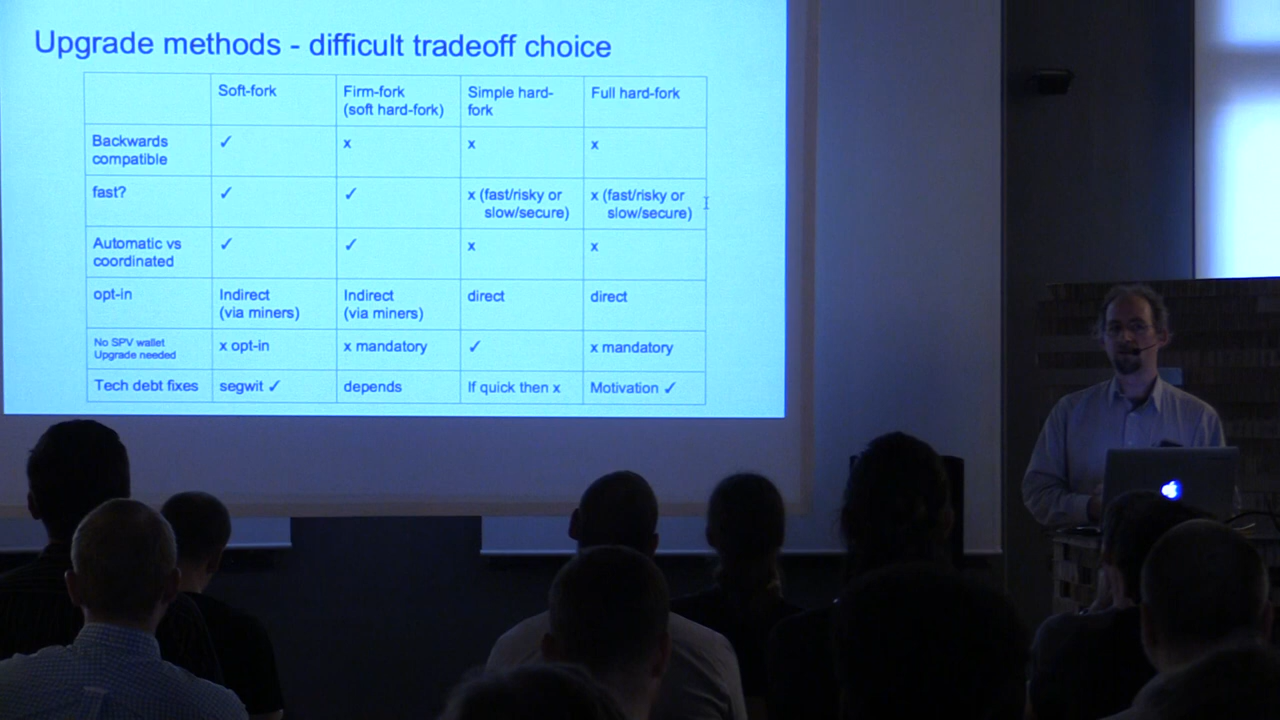 Upgrade methods - difficult tradeoff choice
Soft-fork
Firm-fork
(soft hard-fork)
Simple hard-
fork
Full hard-fork
Backwards
compatible
✓
x
x
x
fast?
✓
✓
x (fast/risky or
slow/secure)
x (fast/risky or
slow/secure)
Automatic vs
coordinated
✓
✓
x
x
opt-in
Indirect
(via miners)
Indirect
(via miners)
direct
direct
No SPV wallet
Upgrade needed
x opt-in
x mandatory
✓
x mandatory
Tech debt fixes
segwit ✓
depends
If quick then x
Motivation ✓